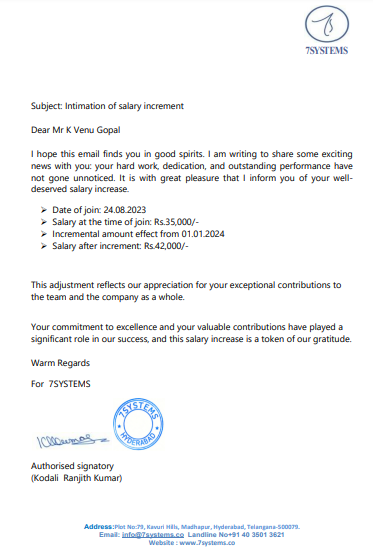 7SYSTEMS
Subject: Intimation of salary increment
Dear Mr K Venu Gopal
I hope this email finds you in good spirits. I am writing to share some exciting
news with you: your hard work, dedication, and outstanding performance have
not gone unnoticed. It is with great pleasure that I inform you of your well-
deserved salary increase.
➢ Date of join: 24.08.2023
➢ Salary at the time of join: Rs.35,000/-
➢ Incremental amount effect from 01.01.2024
➢ Salary after increment: Rs.42,000/-
This adjustment reflects our appreciation for your exceptional contributions to
the team and the company as a whole.
Your commitment to excellence and your valuable contributions have played a
significant role in our success, and this salary increase is a token of our gratitude.
Warm Regards
For 7SYSTEMS
7SYSTEMS
HYDERABAD
Authorised signatory
(Kodali Ranjith Kumar)
Address:Plot No:79, Kavuri Hills, Madhapur, Hyderabad, Telangana-500079.
Email: info@7systems.co Landline No+91 40 3501 3621
Website : www.7systems.co